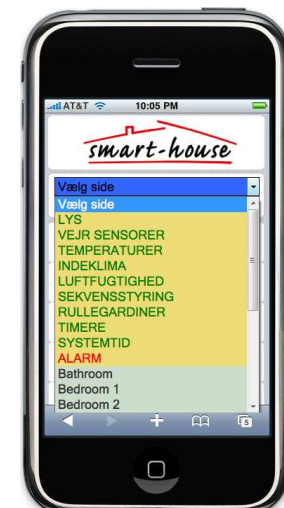 AT&T 10:05 PM
smart-house
Vælg side
Vælg side
LYS
VEJR SENSORER
TEMPERATURER
INDEKLIMA
LUFTFUGTIGHED
SEKVENSSTYRING
RULLEGARDINER
TIMERE
SYSTEMTID
ALARM
Bathroom
Bedroom 1
Bedroom 2
5